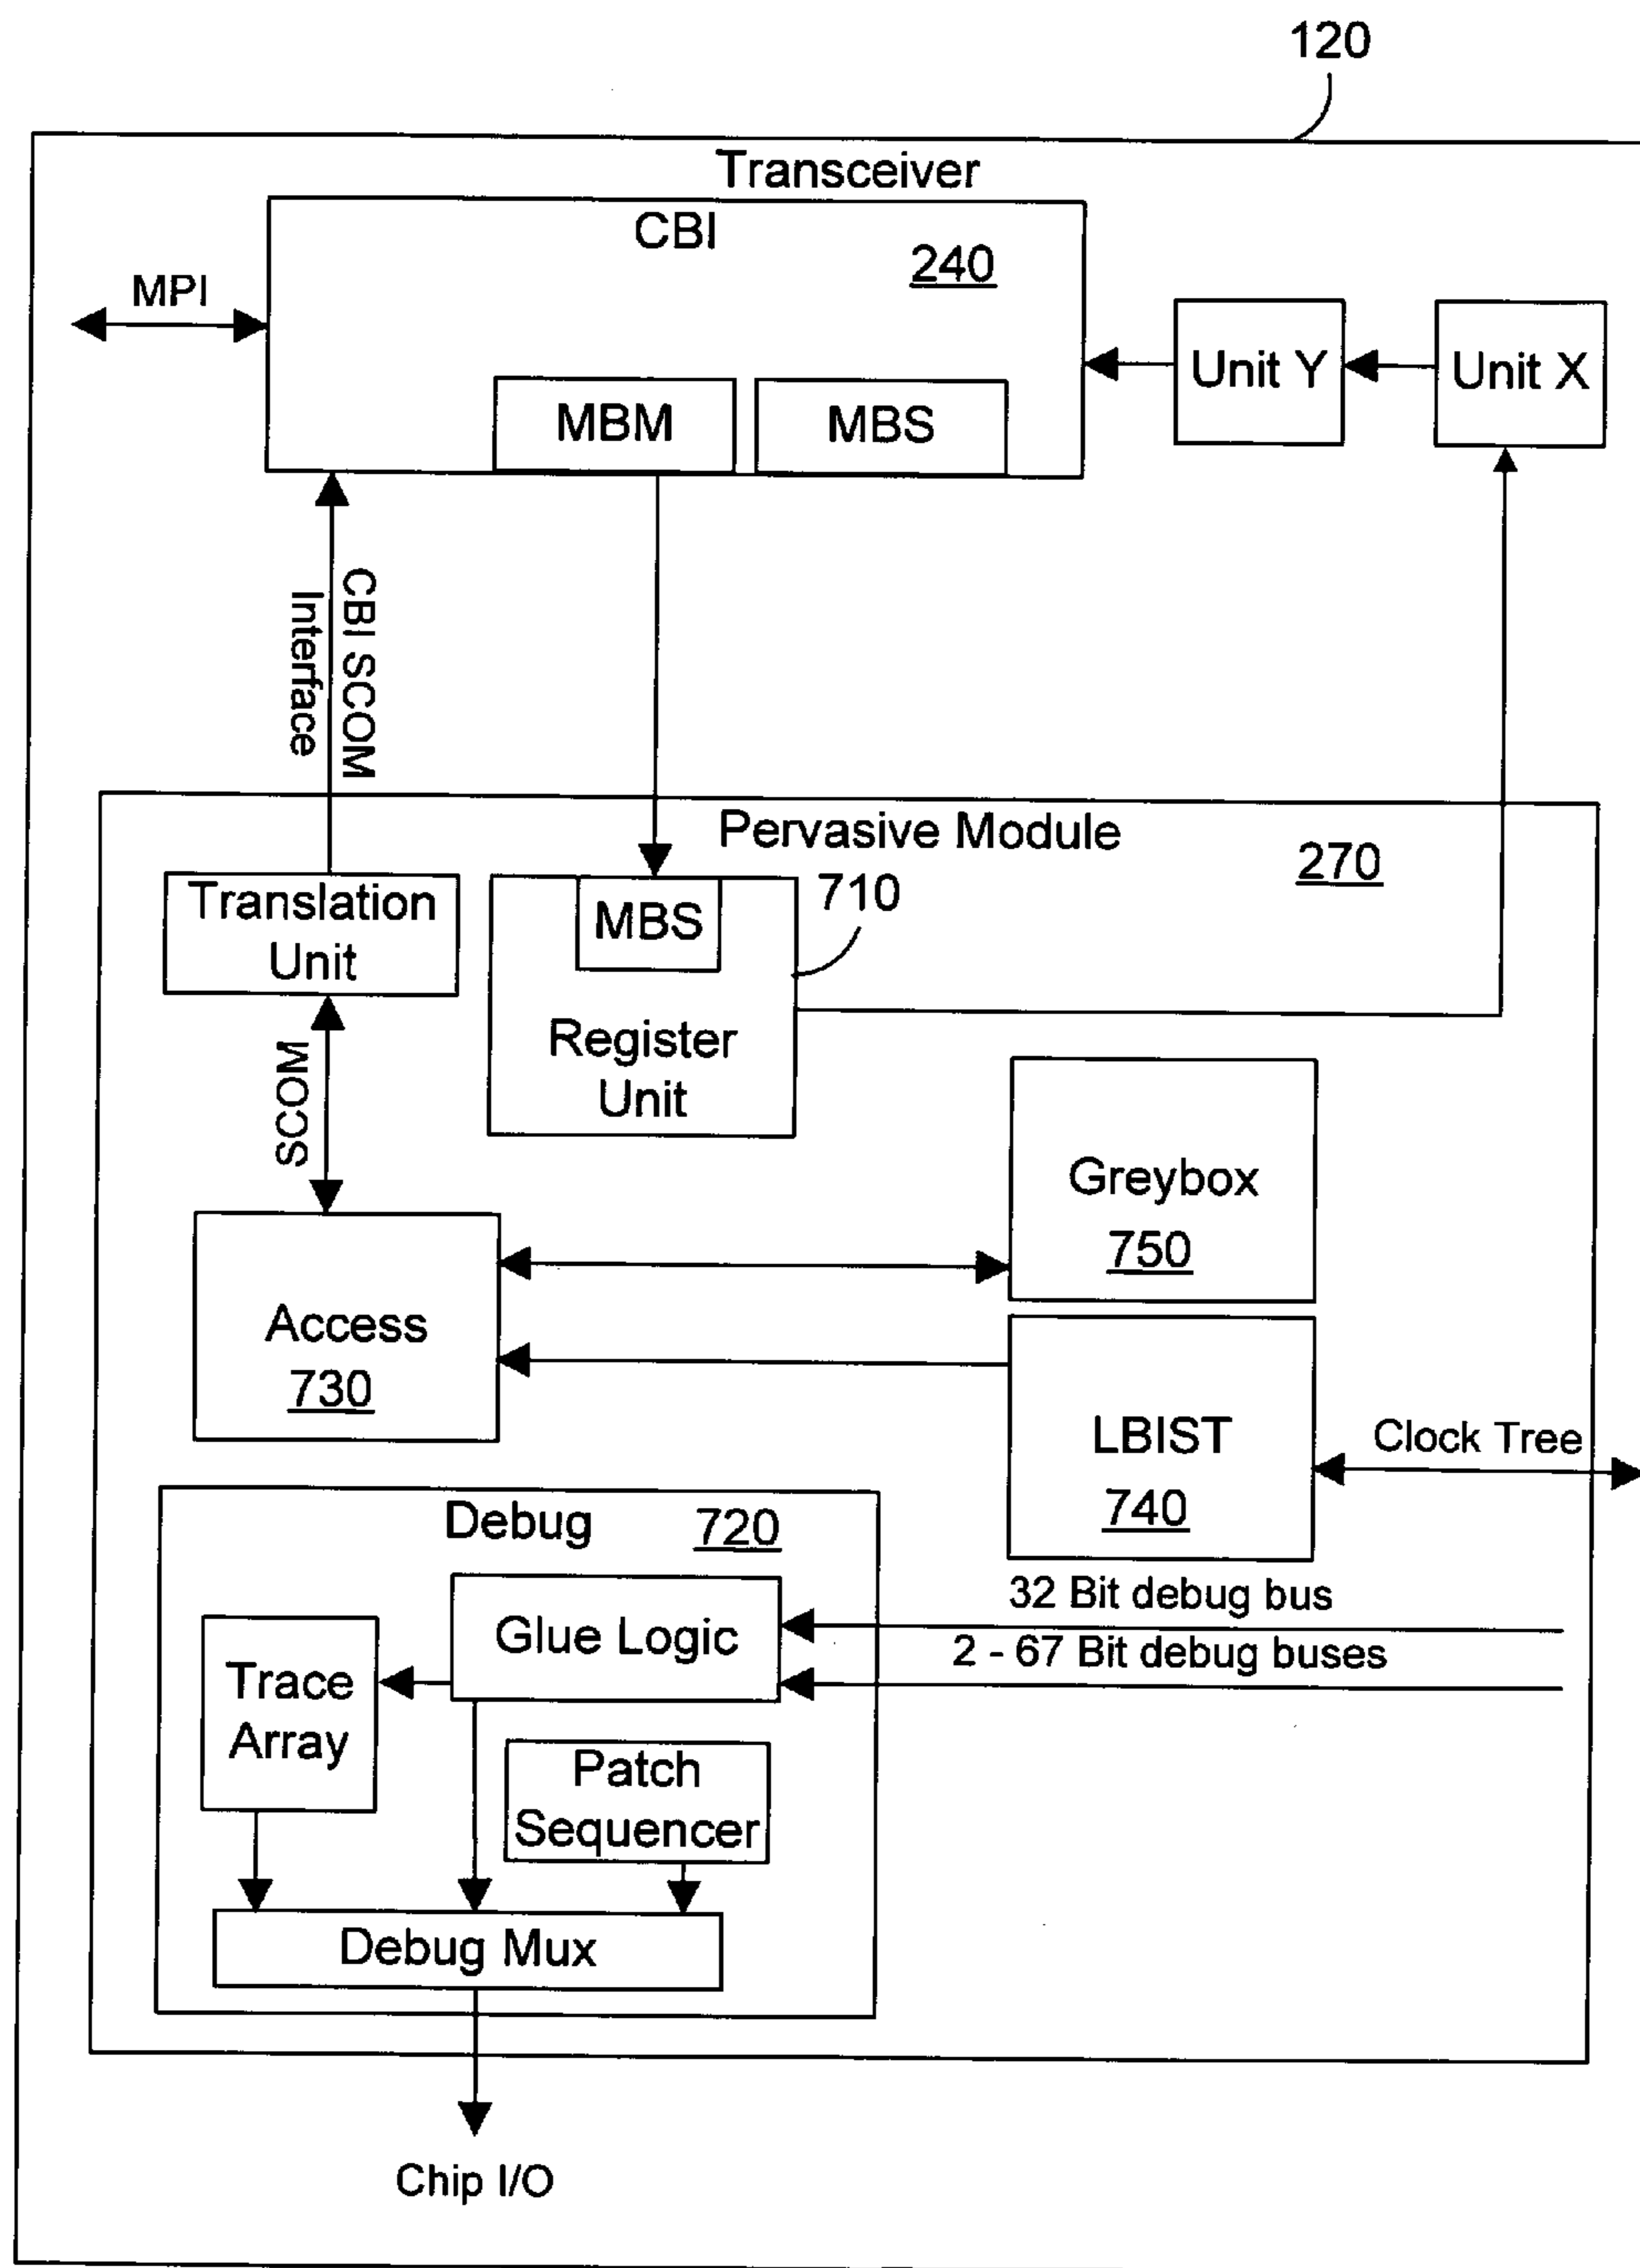 120
Transceiver
CBI
240
MPI
MBM
MBS
Unit Y
Unit X
CBI SCOM
Interface
Pervasive Module
270
Translation
Unit
MBS
710
Register
Unit
SCOM
Greybox
750
Access
730
LBIST
740
Clock Tree
Debug
720
32 Bit debug bus
Glue Logic
2 - 67 Bit debug buses
Trace
Array
Patch
Sequencer
Debug Mux
Chip I/O